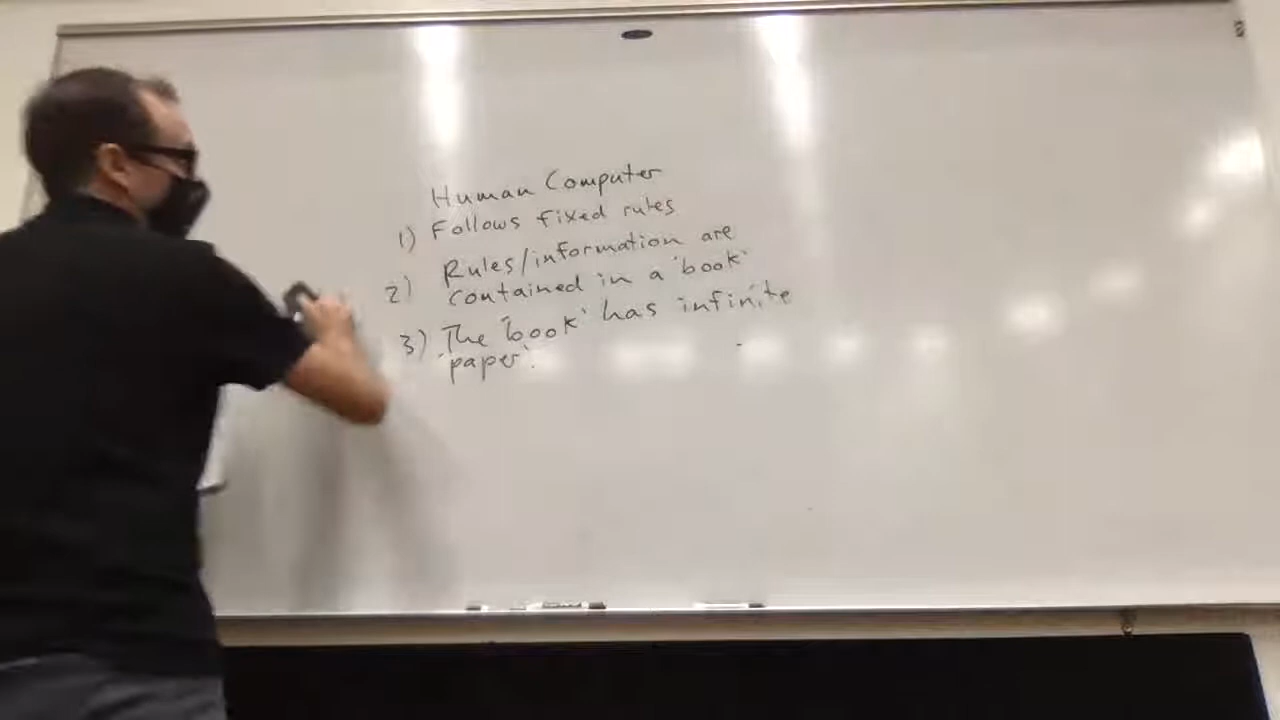 Human Computer
1) Follows fixed rules
2) Rules/information are
contained in a 'book'
3) The 'book' has infinite
'paper'.